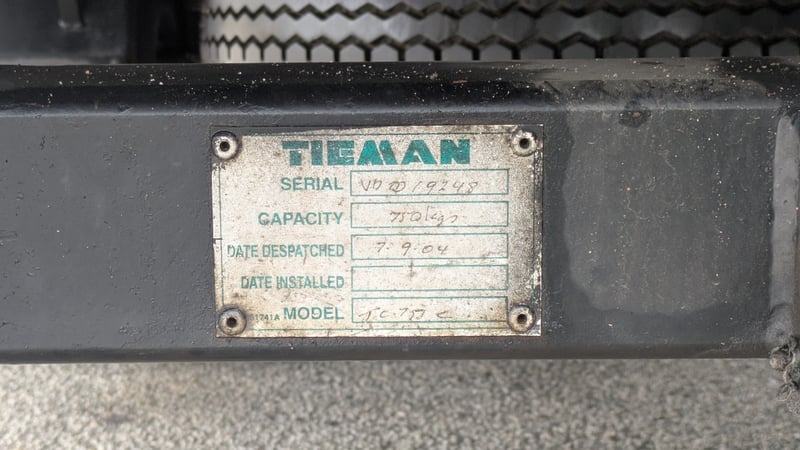 TIEMAN
SERIAL
CAPACITY 750kgs
DATE DESPATCHED 7.9.04
DATE INSTALLED
MODEL